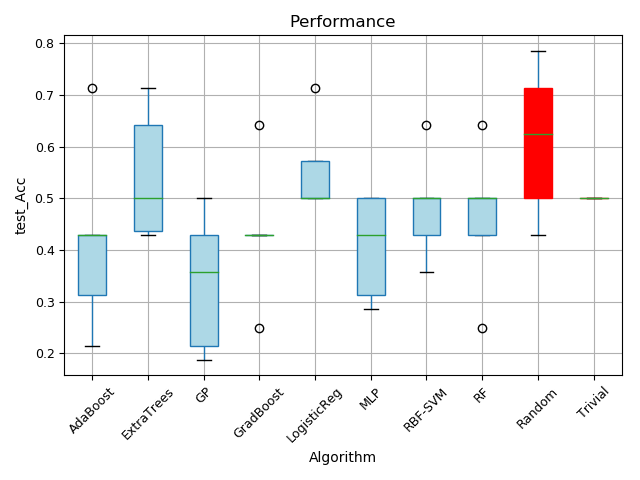 Performance
test_Acc
0.8
0.7
0.6
0.5
0.4
0.3
0.2
AdaBoost
ExtraTrees
GP
GradBoost
LogisticReg
MLP
RBF-SVM
RF
Random
Trivial
Algorithm